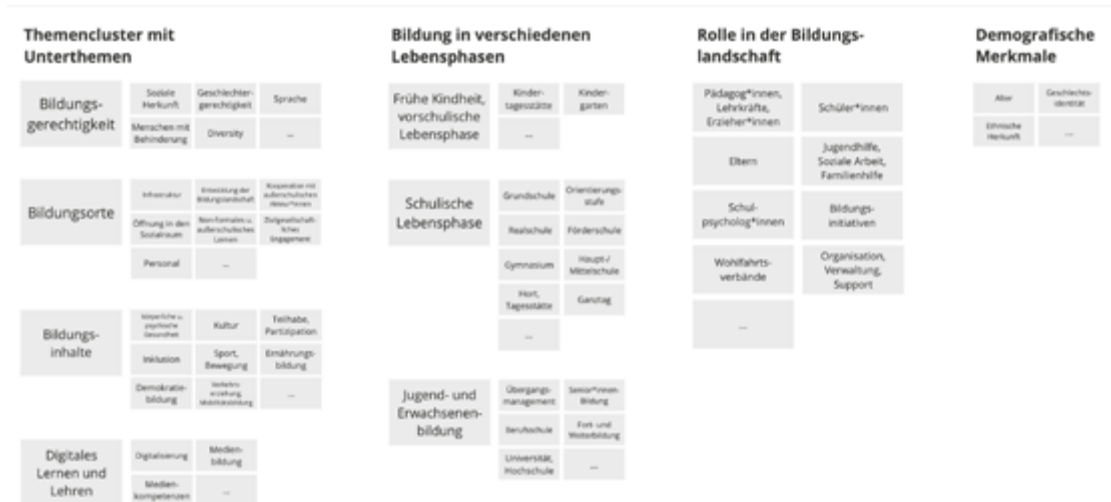 Themencluster mit
Unterthemen
Bildungs-
gerechtigkeit
Soziale
Herkunft
Geschlechter-
gerechtigkeit
Sprache
Menschen mit
Behinderung
Diversity
...
Bildungsorte
Infrastruktur
Entwicklung der
Bildungslandschaft
Kooperation mit
außerschulischen
Akteur*innen
Öffnung in den
Sozialraum
Non-formales u.
außerschulisches
Lernen
Zivilgesellschaft-
liches
Engagement
Personal
...
Bildungs-
inhalte
körperliche u.
psychische
Gesundheit
Kultur
Teilhabe,
Partizipation
Inklusion
Sport,
Bewegung
Ernährungs-
bildung
Demokratie-
bildung
Verkehrs-
erziehung,
Mobilitätsbildung
...
Digitales
Lernen und
Lehren
Digitalisierung
Medien-
bildung
Medien-
kompetenzen
...
Bildung in verschiedenen
Lebensphasen
Frühe Kindheit,
vorschulische
Lebensphase
Kinder-
tagesstätte
Kinder-
garten
...
Schulische
Lebensphase
Grundschule
Orientierungs-
stufe
Realschule
Förderschule
Gymnasium
Haupt-/
Mittelschule
Hort,
Tagesstätte
Ganztag
...
Jugend- und
Erwachsenen-
bildung
Übergangs-
management
Senior*innen-
Bildung
Berufsschule
Fort- und
Weiterbildung
Universität,
Hochschule
...
Rolle in der Bildungs-
landschaft
Pädagog*innen,
Lehrkräfte,
Erzieher*innen
Schüler*innen
Eltern
Jugendhilfe,
Soziale Arbeit,
Familienhilfe
Schul-
psycholog*innen
Bildungs-
initiativen
Wohlfahrts-
verbände
Organisation,
Verwaltung,
Support
...
Demografische
Merkmale
Alter
Geschlechts-
identität
Ethnische
Herkunft
...